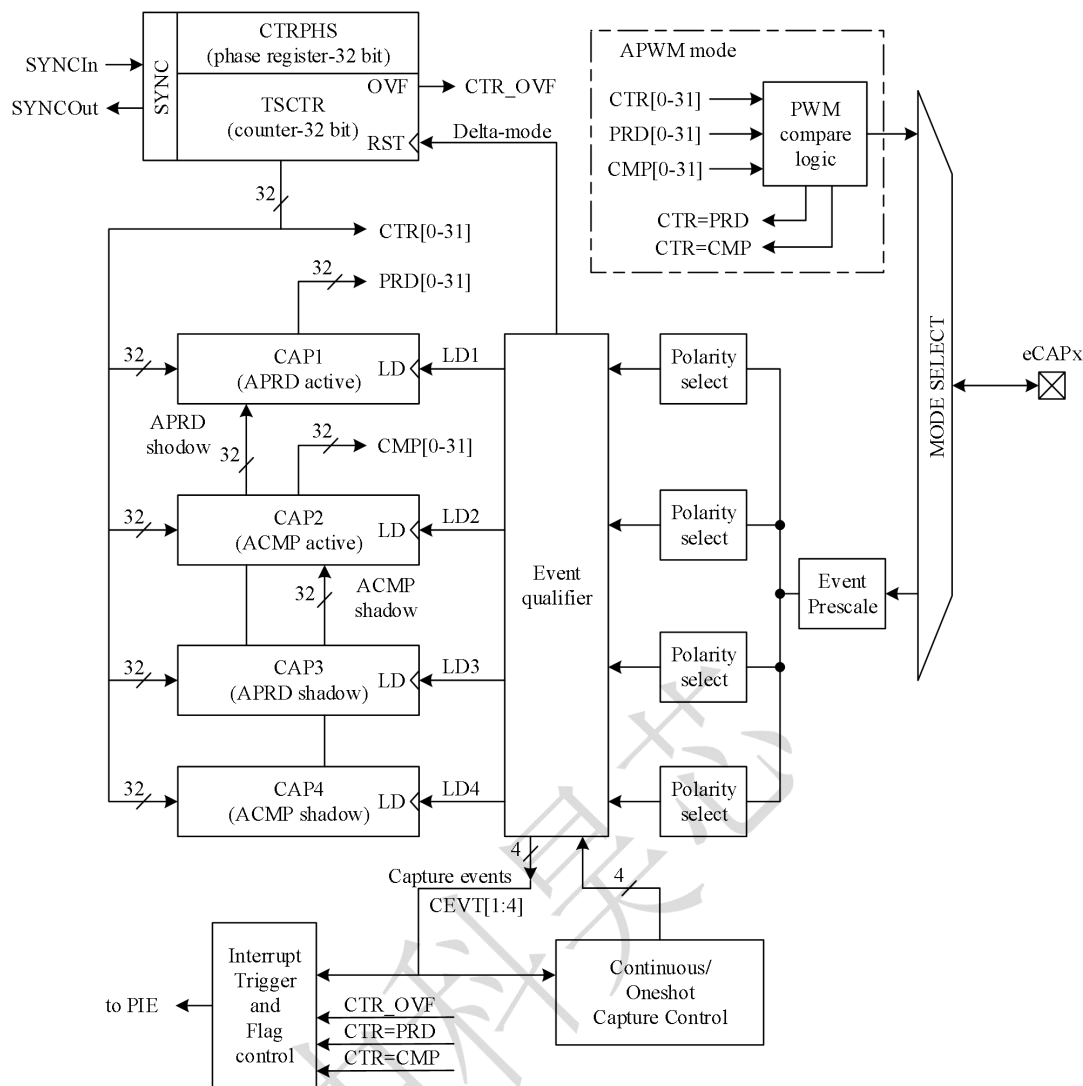 CTRPHS
(phase register-32 bit)
APWM mode
SYNCIn
SYNC
OVF
CTR_OVF
SYNCOut
TSCTR
(counter-32 bit)
RST
Delta-mode
CTR[0-31]
PRD[0-31]
CMP[0-31]
PWM
compare
logic
CTR=PRD
CTR=CMP
32
CTR[0-31]
32
PRD[0-31]
MODE SELECT
eCAPx
32
CAP1
(APRD active)
LD
LD1
Polarity
select
APRD
shodow
32
32
CMP[0-31]
32
CAP2
(ACMP active)
LD
LD2
Polarity
select
32
ACMP
shadow
Event
qualifier
Event
Prescale
32
CAP3
(APRD shadow)
LD
LD3
Polarity
select
32
CAP4
(ACMP shadow)
LD
LD4
Polarity
select
4
Capture events
CEVT[1:4]
4
Interrupt
Trigger
and
Flag
control
to PIE
CTR_OVF
CTR=PRD
CTR=CMP
Continuous/
Oneshot
Capture Control
中科昊芯